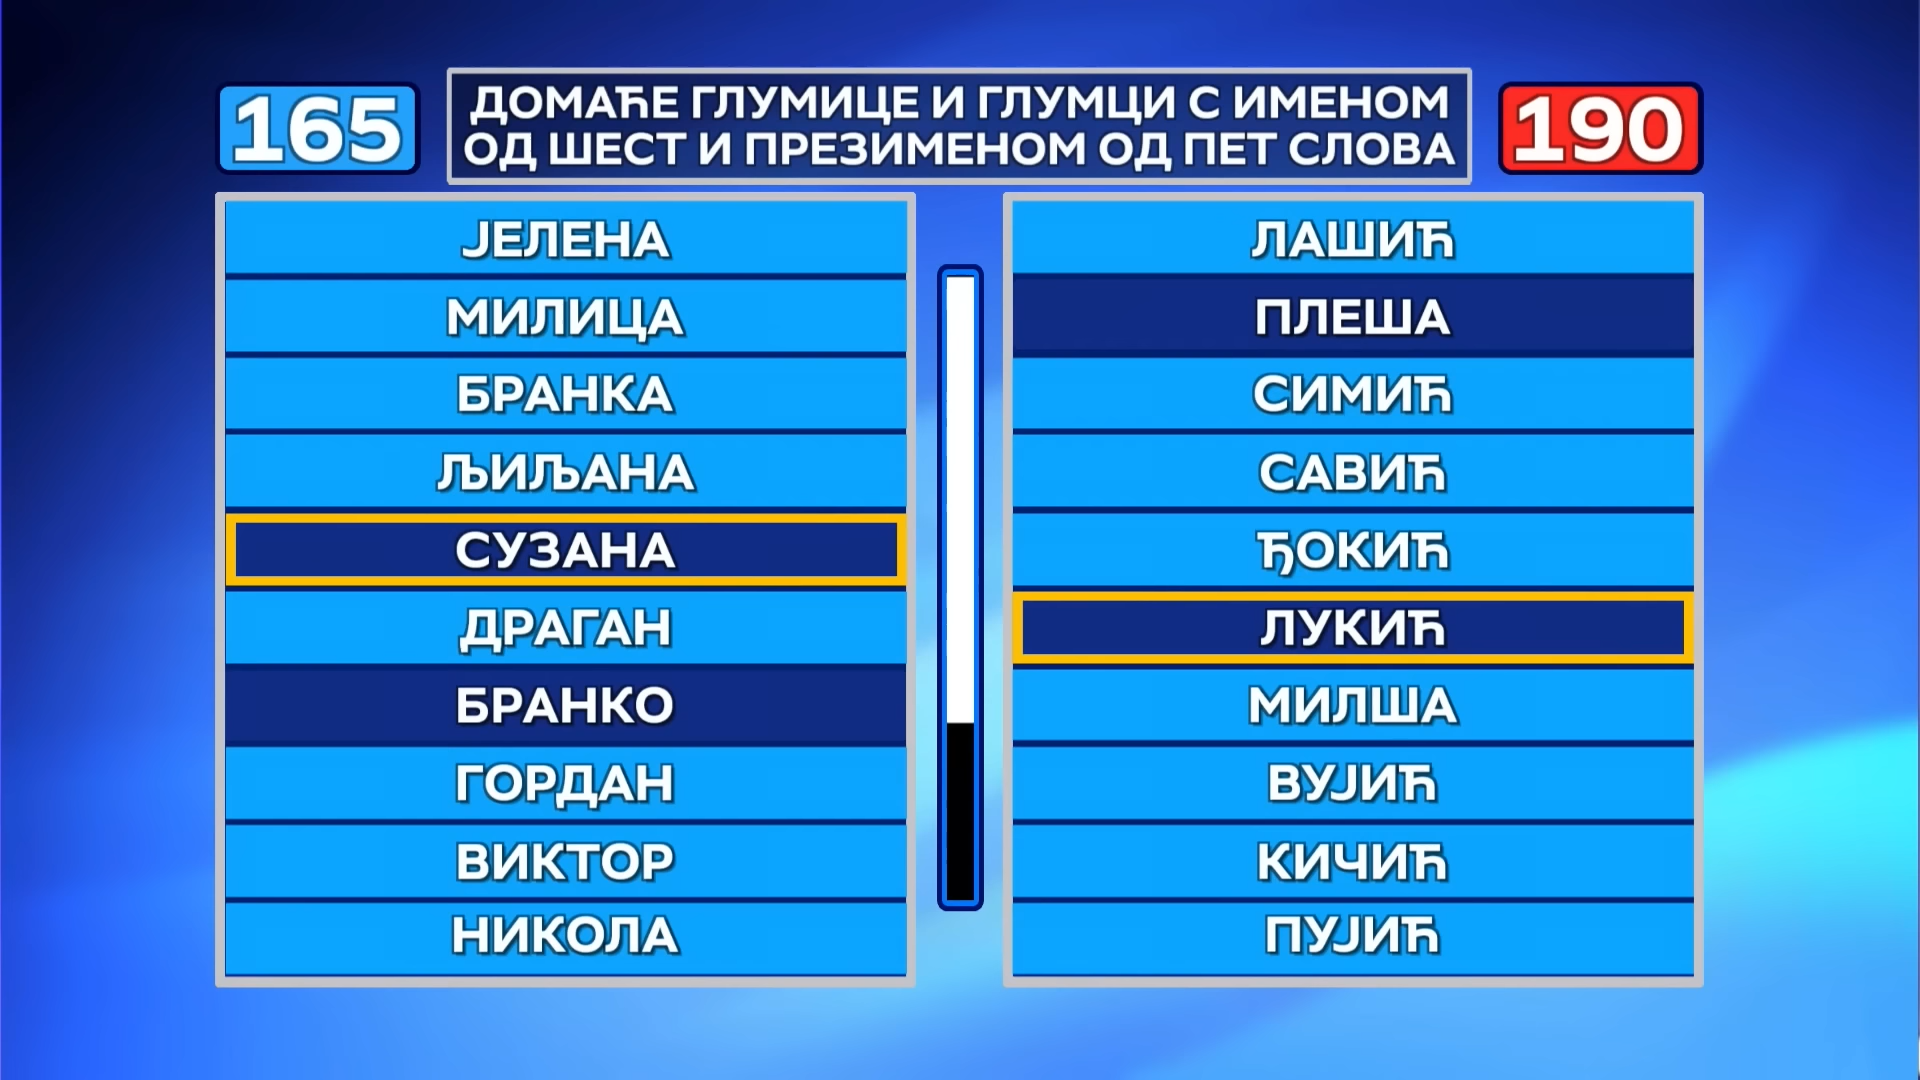 165
ДОМАЋЕ ГЛУМИЦЕ И ГЛУМЦИ С ИМЕНОМ
ОД ШЕСТ И ПРЕЗИМЕНОМ ОД ПЕТ СЛОВА
190
ЈЕЛЕНА
МИЛИЦА
БРАНКА
ЉИЉАНА
СУЗАНА
ДРАГАН
БРАНКО
ГОРДАН
ВИКТОР
НИКОЛА
ЛАШИЋ
ПЛЕША
СИМИЋ
САВИЋ
ЂОКИЋ
ЛУКИЋ
МИЛША
ВУЈИЋ
КИЧИЋ
ПУЈИЋ